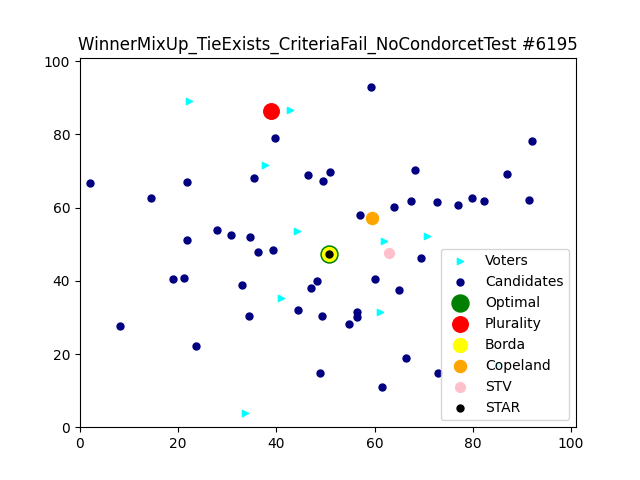 WinnerMixUp_TieExists_CriteriaFail_NoCondorcetTest #6195
100
80
60
40
20
0
0 20 40 60 80 100
Voters
Candidates
Optimal
Plurality
Borda
Copeland
STV
STAR